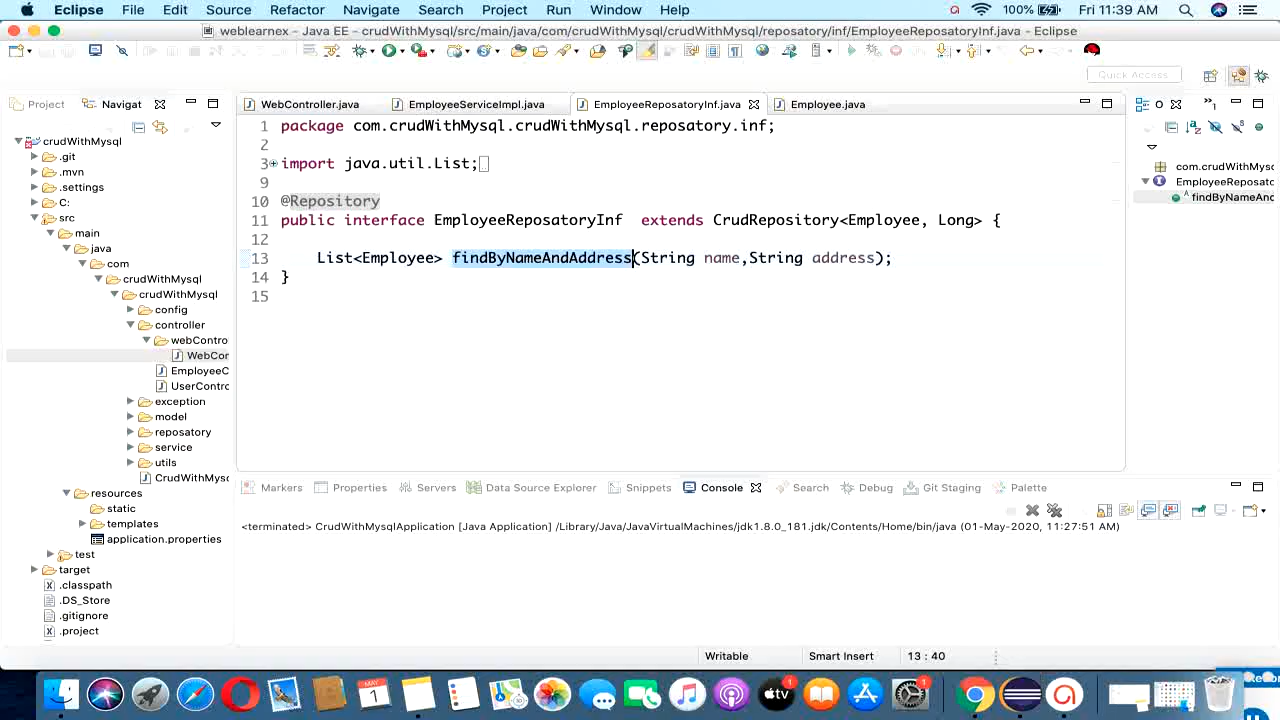 Eclipse File Edit Source Refactor Navigate Search Project Run Window Help 100% Fri 11:39 AM
weblearnex – Java EE – crudWithMysql/src/main/java/com/crudWithMysql/crudWithMysql/reposatory/inf/EmployeeReposatoryInf.java – Eclipse
Quick Access
Project Navigat
WebController.java EmployeeServiceImpl.java EmployeeReposatoryInf.java Employee.java
O 1
crudWithMysql
.git
.mvn
.settings
C:
src
main
java
com
crudWithMysql
crudWithMysql
config
controller
webContro
WebCor
EmployeeC
UserContro
exception
model
reposatory
service
utils
CrudWithMysc
resources
static
templates
application.properties
test
target
.classpath
.DS_Store
.gitignore
.project
1 package com.crudWithMysql.crudWithMysql.reposatory.inf;
2
3 import java.util.List;
9
10 @Repository
11 public interface EmployeeReposatoryInf extends CrudRepository<Employee, Long> {
12
13 List<Employee> findByNameAndAddress(String name,String address);
14 }
15
com.crudWithMys
EmployeeReposato
findByNameAnd
Markers Properties Servers Data Source Explorer Snippets Console Search Debug Git Staging Palette
<terminated> CrudWithMysqlApplication [Java Application] /Library/Java/JavaVirtualMachines/jdk1.8.0_181.jdk/Contents/Home/bin/java (01-May-2020, 11:27:51 AM)
Writable Smart Insert 13 : 40
MAY
1
1
tv
1